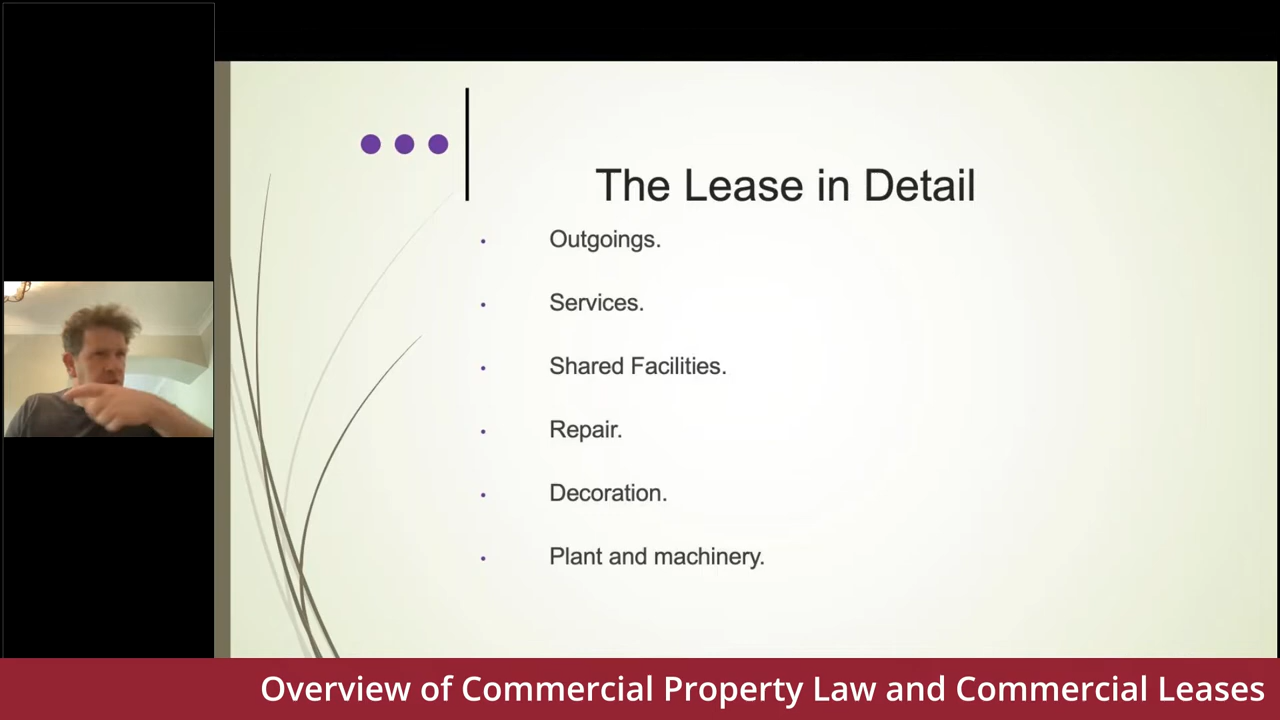 The Lease in Detail
• Outgoings.
• Services.
• Shared Facilities.
• Repair.
• Decoration.
• Plant and machinery.
Overview of Commercial Property Law and Commercial Leases